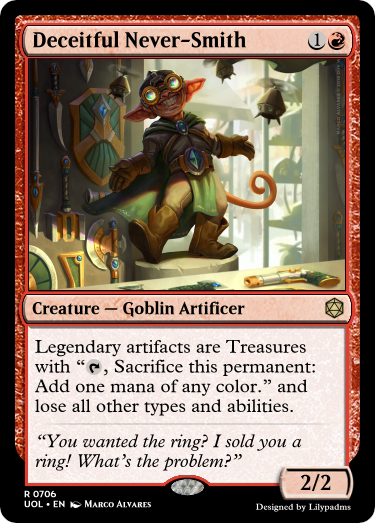 Deceitful Never-Smith 1
Creature — Goblin Artificer
Legendary artifacts are Treasures
with “, Sacrifice this permanent:
Add one mana of any color.” and
lose all other types and abilities.
“You wanted the ring? I sold you a
ring! What’s the problem?”
2/2
R 0706
UOL • EN Marco Alvares
Designed by Lilypadms